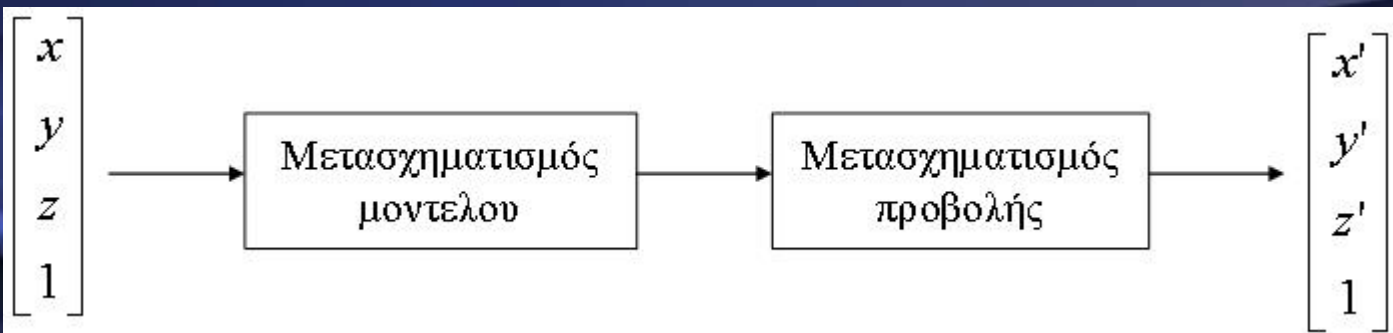 x
y
z
1
Μετασχηματισμός
μοντελου
Μετασχηματισμός
προβολής
x'
y'
z'
1